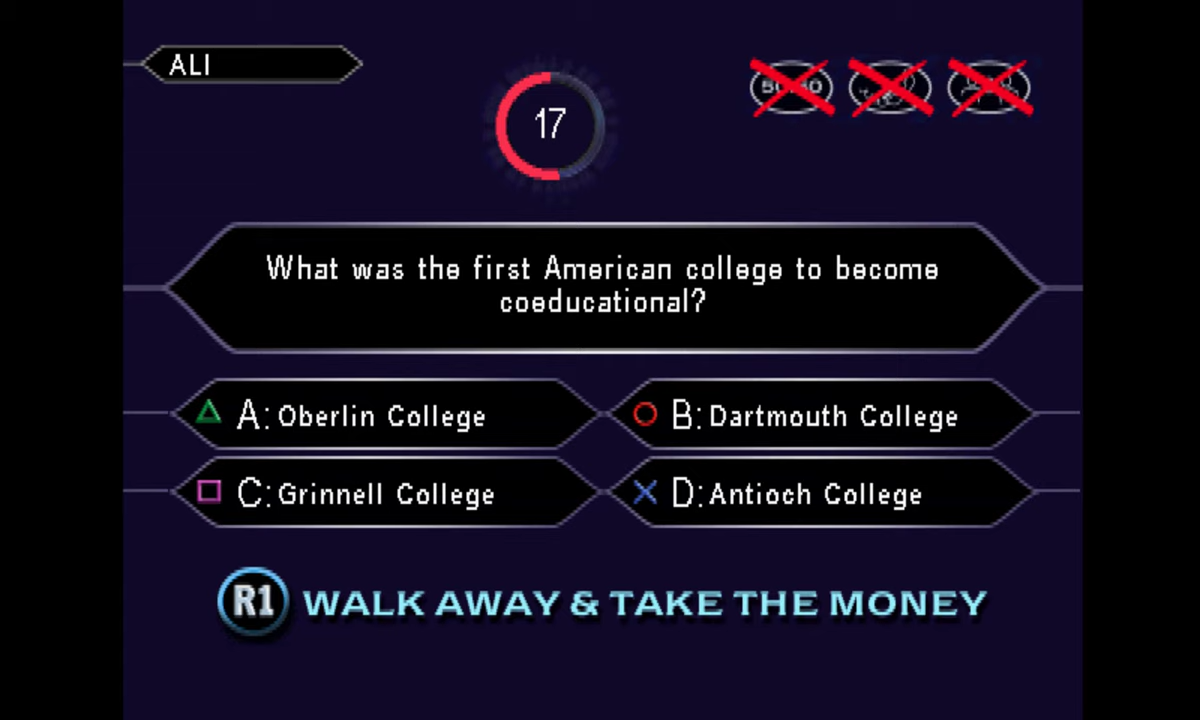 ALI
17
What was the first American college to become
coeducational?
A: Oberlin College
B: Dartmouth College
C: Grinnell College
D: Antioch College
R1 WALK AWAY & TAKE THE MONEY